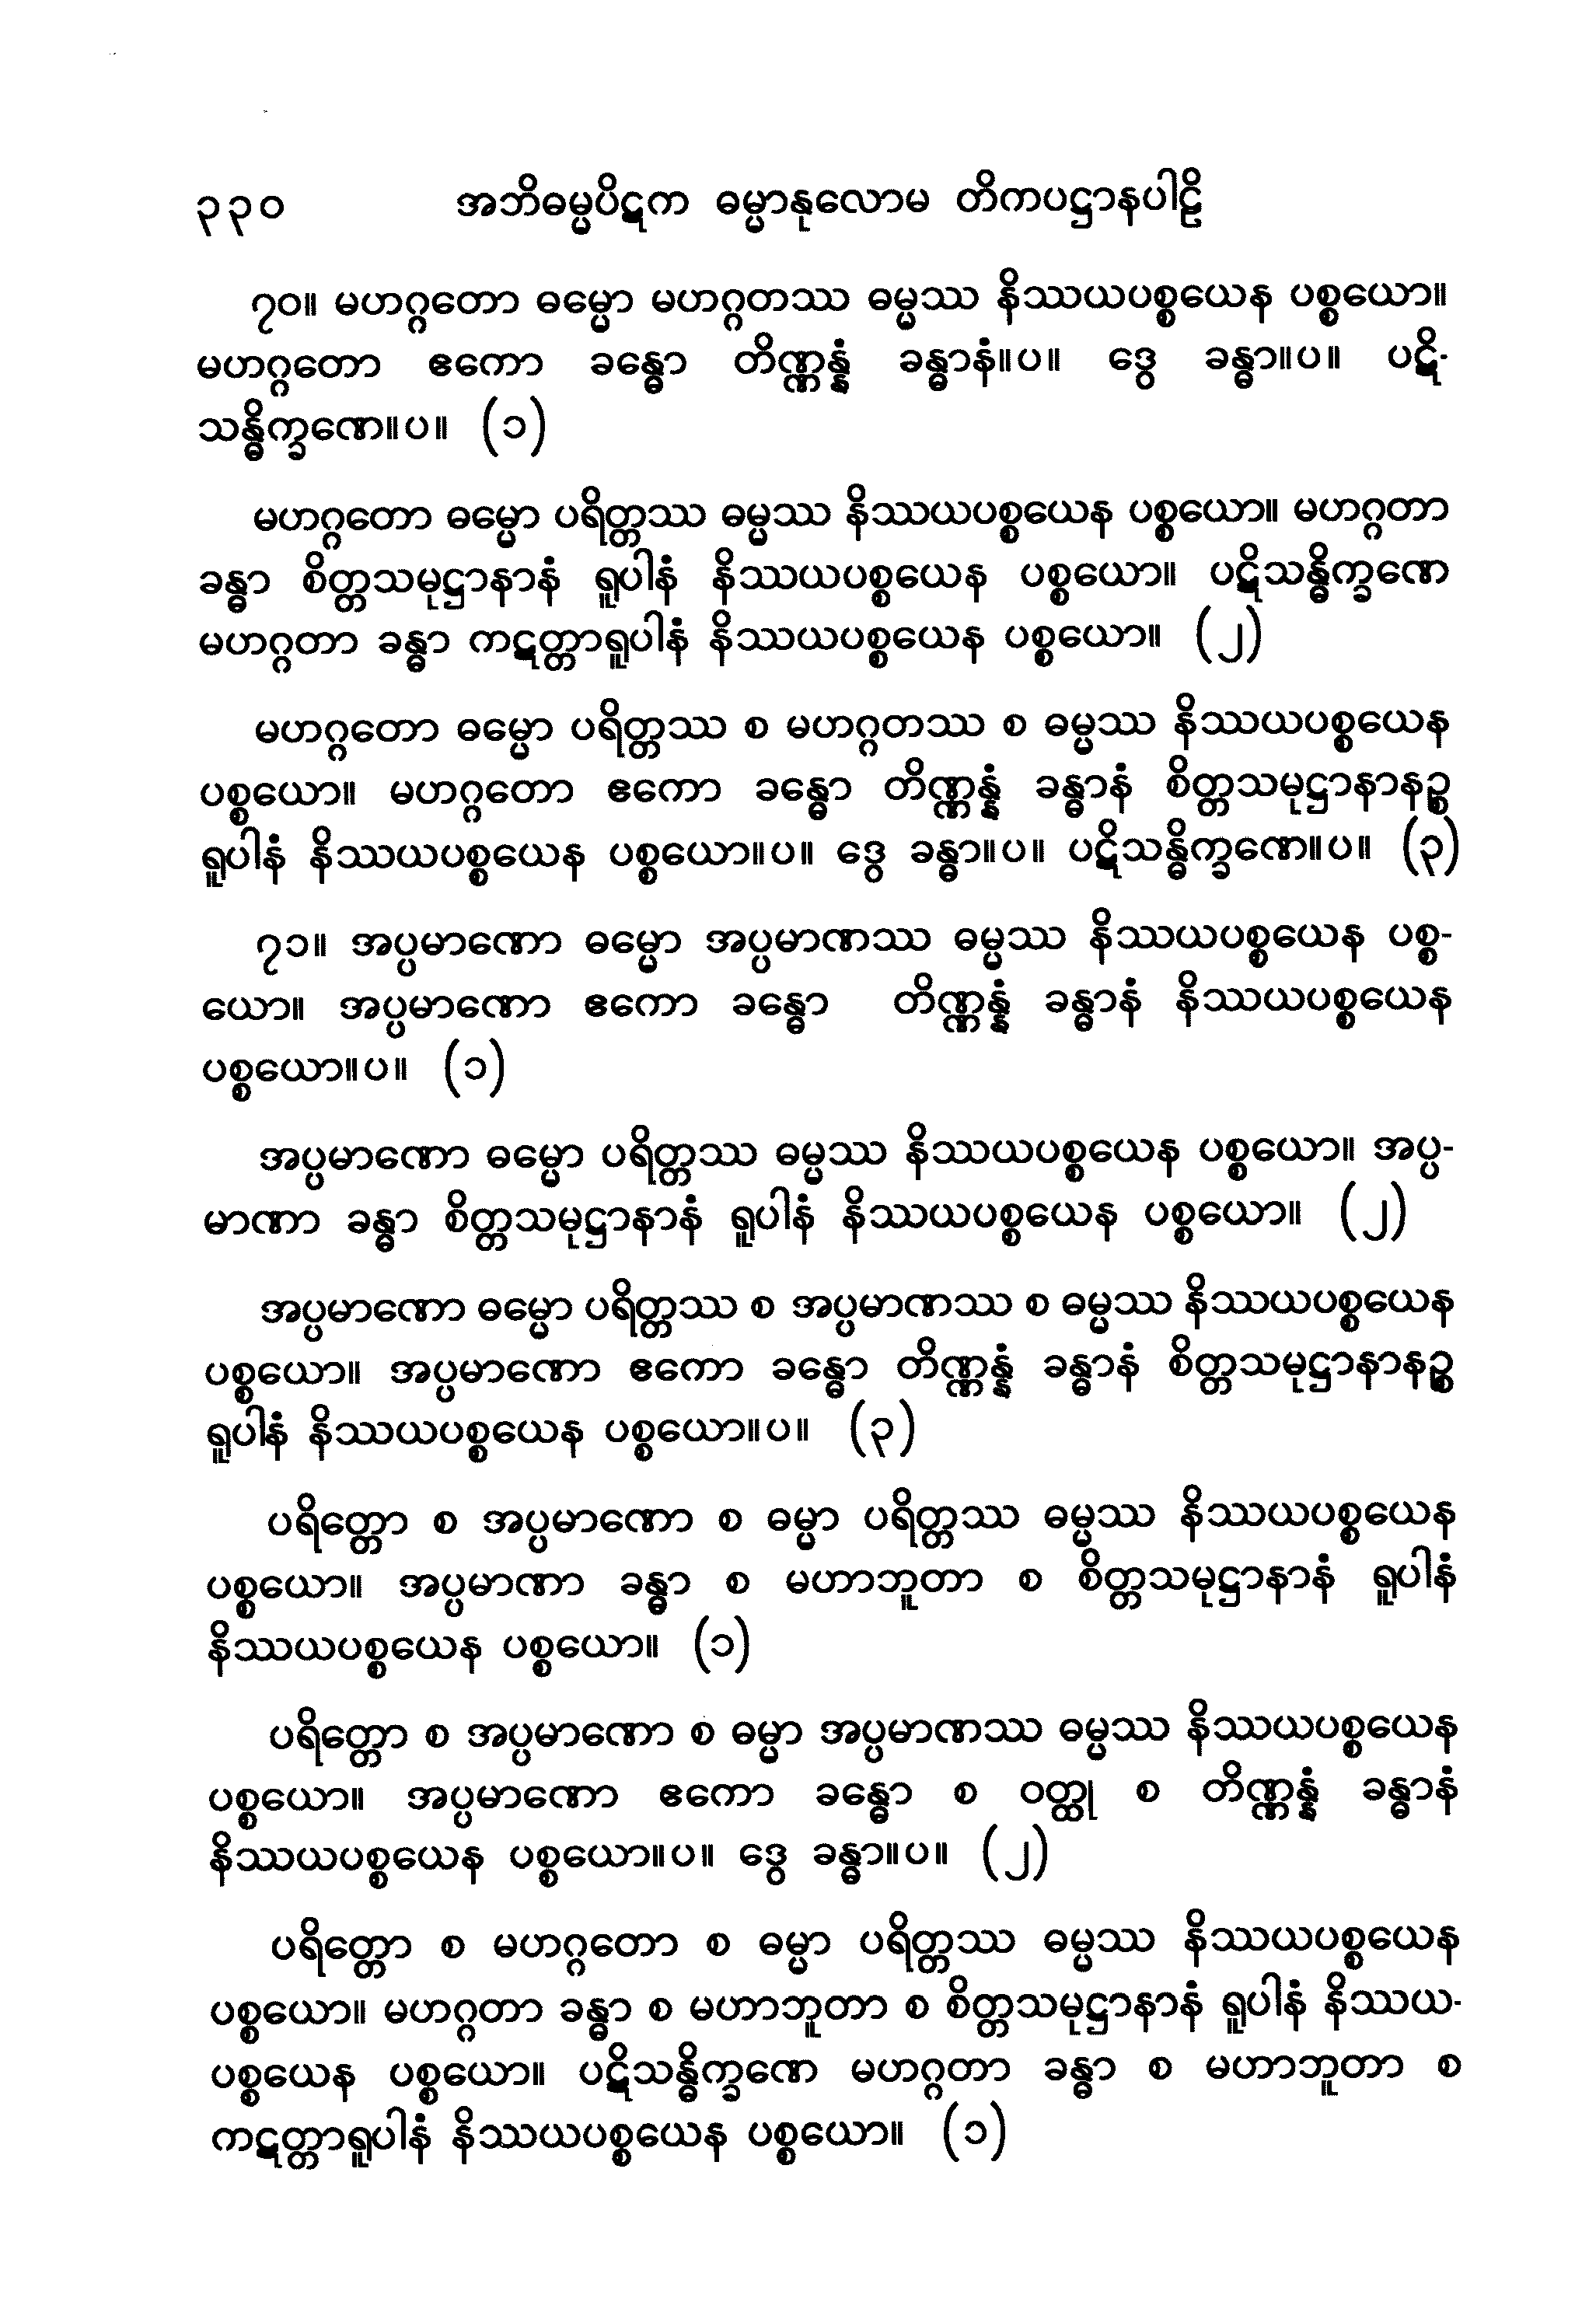 ၃၃၀ အဘိဓမ္မပိဋက ဓမ္မာနုလောမ တိကပဋ္ဌာနပါဠိ
၇၀။ မဟဂ္ဂတော ဓမ္မော မဟဂ္ဂတဿ ဓမ္မဿ နိဿယပစ္စယေန ပစ္စယော။
မဟဂ္ဂတော ဧကော ခန္ဓော တိဏ္ဏန္နံ ခန္ဓာနံ။ပ။ ဒွေ ခန္ဓာ။ပ။ ပဋိ-
သန္ဓိက္ခဏေ။ပ။ (၁)
မဟဂ္ဂတော ဓမ္မော ပရိတ္တဿ ဓမ္မဿ နိဿယပစ္စယေန ပစ္စယော။ မဟဂ္ဂတာ
ခန္ဓာ စိတ္တသမုဋ္ဌာနာနံ ရူပါနံ နိဿယပစ္စယေန ပစ္စယော။ ပဋိသန္ဓိက္ခဏေ
မဟဂ္ဂတာ ခန္ဓာ ကဋတ္တာရူပါနံ နိဿယပစ္စယေန ပစ္စယော။ (၂)
မဟဂ္ဂတော ဓမ္မော ပရိတ္တဿ စ မဟဂ္ဂတဿ စ ဓမ္မဿ နိဿယပစ္စယေန
ပစ္စယော။ မဟဂ္ဂတော ဧကော ခန္ဓော တိဏ္ဏန္နံ ခန္ဓာနံ စိတ္တသမုဋ္ဌာနာနဉ္စ
ရူပါနံ နိဿယပစ္စယေန ပစ္စယော။ပ။ ဒွေ ခန္ဓာ။ပ။ ပဋိသန္ဓိက္ခဏေ။ပ။ (၃)
၇၁။ အပ္ပမာဏော ဓမ္မော အပ္ပမာဏဿ ဓမ္မဿ နိဿယပစ္စယေန ပစ္စ-
ယော။ အပ္ပမာဏော ဧကော ခန္ဓော တိဏ္ဏန္နံ ခန္ဓာနံ နိဿယပစ္စယေန
ပစ္စယော။ပ။ (၁)
အပ္ပမာဏော ဓမ္မော ပရိတ္တဿ ဓမ္မဿ နိဿယပစ္စယေန ပစ္စယော။ အပ္ပ-
မာဏာ ခန္ဓာ စိတ္တသမုဋ္ဌာနာနံ ရူပါနံ နိဿယပစ္စယေန ပစ္စယော။ (၂)
အပ္ပမာဏော ဓမ္မော ပရိတ္တဿ စ အပ္ပမာဏဿ စ ဓမ္မဿ နိဿယပစ္စယေန
ပစ္စယော။ အပ္ပမာဏော ဧကော ခန္ဓော တိဏ္ဏန္နံ ခန္ဓာနံ စိတ္တသမုဋ္ဌာနာနဉ္စ
ရူပါနံ နိဿယပစ္စယေန ပစ္စယော။ပ။ (၃)
ပရိတ္တော စ အပ္ပမာဏော စ ဓမ္မာ ပရိတ္တဿ ဓမ္မဿ နိဿယပစ္စယေန
ပစ္စယော။ အပ္ပမာဏာ ခန္ဓာ စ မဟာဘူတာ စ စိတ္တသမုဋ္ဌာနာနံ ရူပါနံ
နိဿယပစ္စယေန ပစ္စယော။ (၁)
ပရိတ္တော စ အပ္ပမာဏော စ ဓမ္မာ အပ္ပမာဏဿ ဓမ္မဿ နိဿယပစ္စယေန
ပစ္စယော။ အပ္ပမာဏော ဧကော ခန္ဓော စ ဝတ္ထု စ တိဏ္ဏန္နံ ခန္ဓာနံ
နိဿယပစ္စယေန ပစ္စယော။ပ။ ဒွေ ခန္ဓာ။ပ။ (၂)
ပရိတ္တော စ မဟဂ္ဂတော စ ဓမ္မာ ပရိတ္တဿ ဓမ္မဿ နိဿယပစ္စယေန
ပစ္စယော။ မဟဂ္ဂတာ ခန္ဓာ စ မဟာဘူတာ စ စိတ္တသမုဋ္ဌာနာနံ ရူပါနံ နိဿယ-
ပစ္စယေန ပစ္စယော။ ပဋိသန္ဓိက္ခဏေ မဟဂ္ဂတာ ခန္ဓာ စ မဟာဘူတာ စ
ကဋတ္တာရူပါနံ နိဿယပစ္စယေန ပစ္စယော။ (၁)